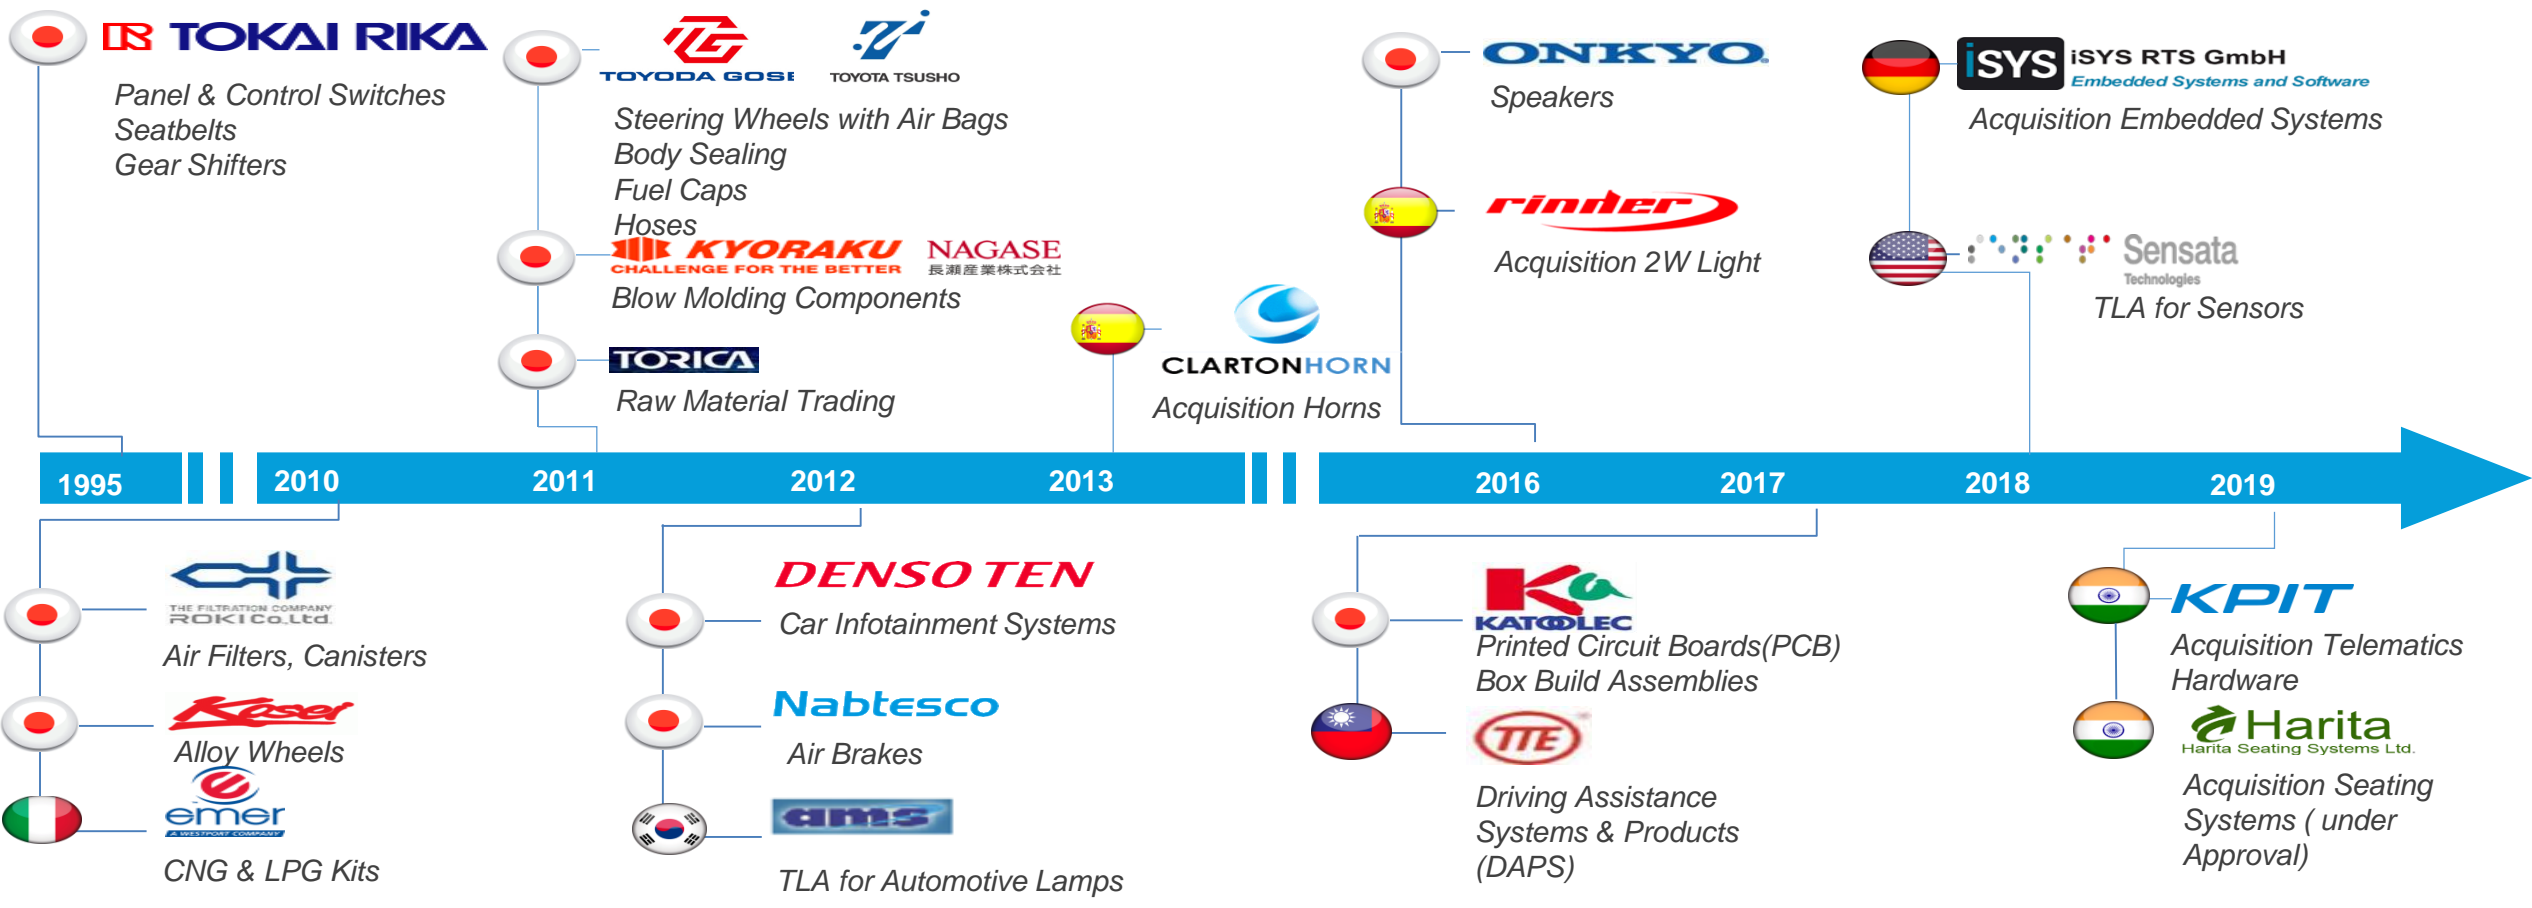 TOKAI RIKA
Panel & Control Switches
Seatbelts
Gear Shifters
TOYODA GOSE
TOYOTA TSUSHO
Steering Wheels with Air Bags
Body Sealing
Fuel Caps
Hoses
KYORAKU
CHALLENGE FOR THE BETTER
NAGASE
長瀬産業株式会社
Blow Molding Components
TORICA
Raw Material Trading
CLARTONHORN
Acquisition Horns
ONKYO
Speakers
rinder
Acquisition 2W Light
iSYS
iSYS RTS GmbH
Embedded Systems and Software
Acquisition Embedded Systems
Sensata
Technologies
TLA for Sensors
1995
2010
2011
2012
2013
2016
2017
2018
2019
THE FILTRATION COMPANY
ROKI Co.,Ltd.
Air Filters, Canisters
Kosei
Alloy Wheels
emer
A WESTPORT COMPANY
CNG & LPG Kits
DENSO TEN
Car Infotainment Systems
Nabtesco
Air Brakes
ams
TLA for Automotive Lamps
KATOOLEC
Printed Circuit Boards(PCB)
Box Build Assemblies
TTE
Driving Assistance
Systems & Products
(DAPS)
KPIT
Acquisition Telematics
Hardware
Harita
Harita Seating Systems Ltd.
Acquisition Seating
Systems ( under
Approval)